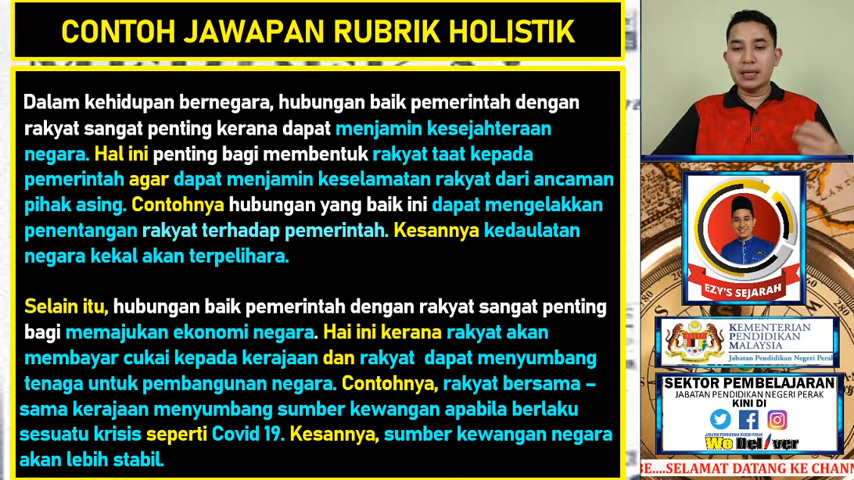 CONTOH JAWAPAN RUBRIK HOLISTIK
Dalam kehidupan bernegara, hubungan baik pemerintah dengan
rakyat sangat penting kerana dapat menjamin kesejahteraan
negara. Hal ini penting bagi membentuk rakyat taat kepada
pemerintah agar dapat menjamin keselamatan rakyat dari ancaman
pihak asing. Contohnya hubungan yang baik ini dapat mengelakkan
penentangan rakyat terhadap pemerintah. Kesannya kedaulatan
negara kekal akan terpelihara.
Selain itu, hubungan baik pemerintah dengan rakyat sangat penting
bagi memajukan ekonomi negara. Hai ini kerana rakyat akan
membayar cukai kepada kerajaan dan rakyat dapat menyumbang
tenaga untuk pembangunan negara. Contohnya, rakyat bersama –
sama kerajaan menyumbang sumber kewangan apabila berlaku
sesuatu krisis seperti Covid 19. Kesannya, sumber kewangan negara
akan lebih stabil.
EZY'S SEJARAH
KEMENTERIAN
PENDIDIKAN
MALAYSIA
Jabatan Pendidikan Negeri Perak
SEKTOR PEMBELAJARAN
JABATAN PENDIDIKAN NEGERI PERAK
KINI DI
We Deliver
BE....SELAMAT DATANG KE CHANN